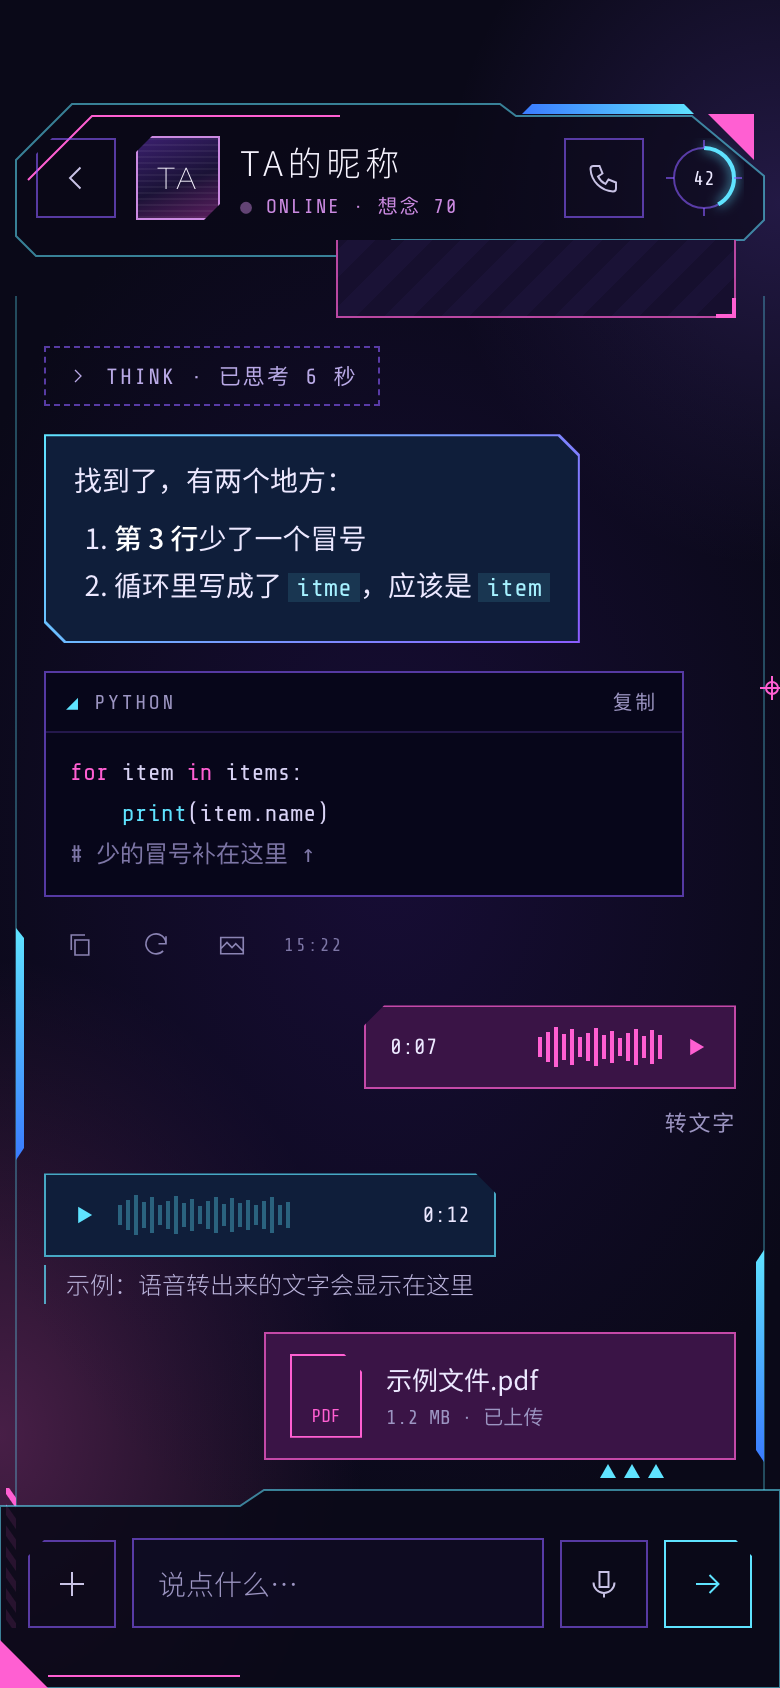 TA
TA的昵称
ONLINE · 想念 70
42
THINK · 已思考 6 秒
找到了，有两个地方：
1. 第 3 行少了一个冒号
2. 循环里写成了 itme，应该是 item
PYTHON
复制
for item in items:
print(item.name)
# 少的冒号补在这里 ↑
15:22
0:07
转文字
0:12
示例：语音转出来的文字会显示在这里
PDF
示例文件.pdf
1.2 MB · 已上传
说点什么…